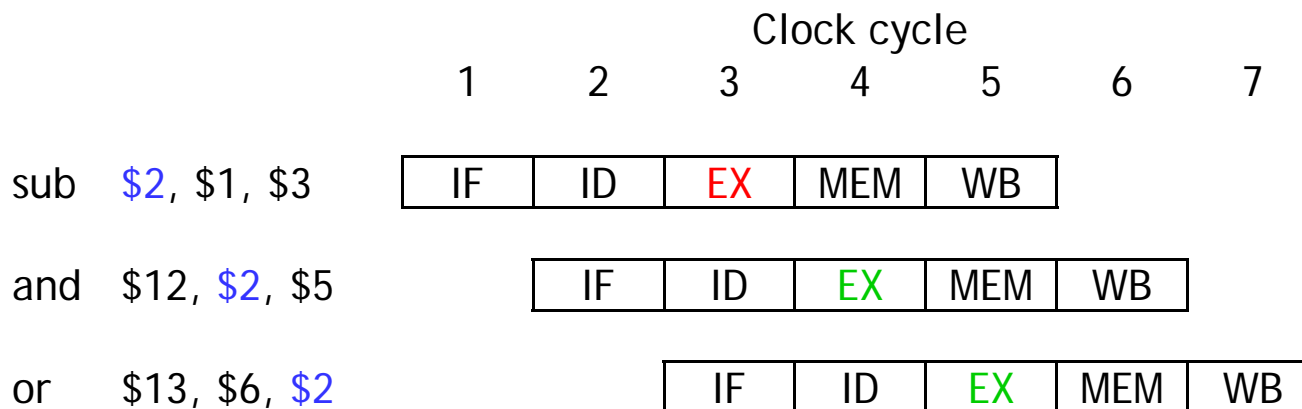 Clock cycle
1 2 3 4 5 6 7
sub $2, $1, $3 IF ID EX MEM WB
and $12, $2, $5 IF ID EX MEM WB
or $13, $6, $2 IF ID EX MEM WB